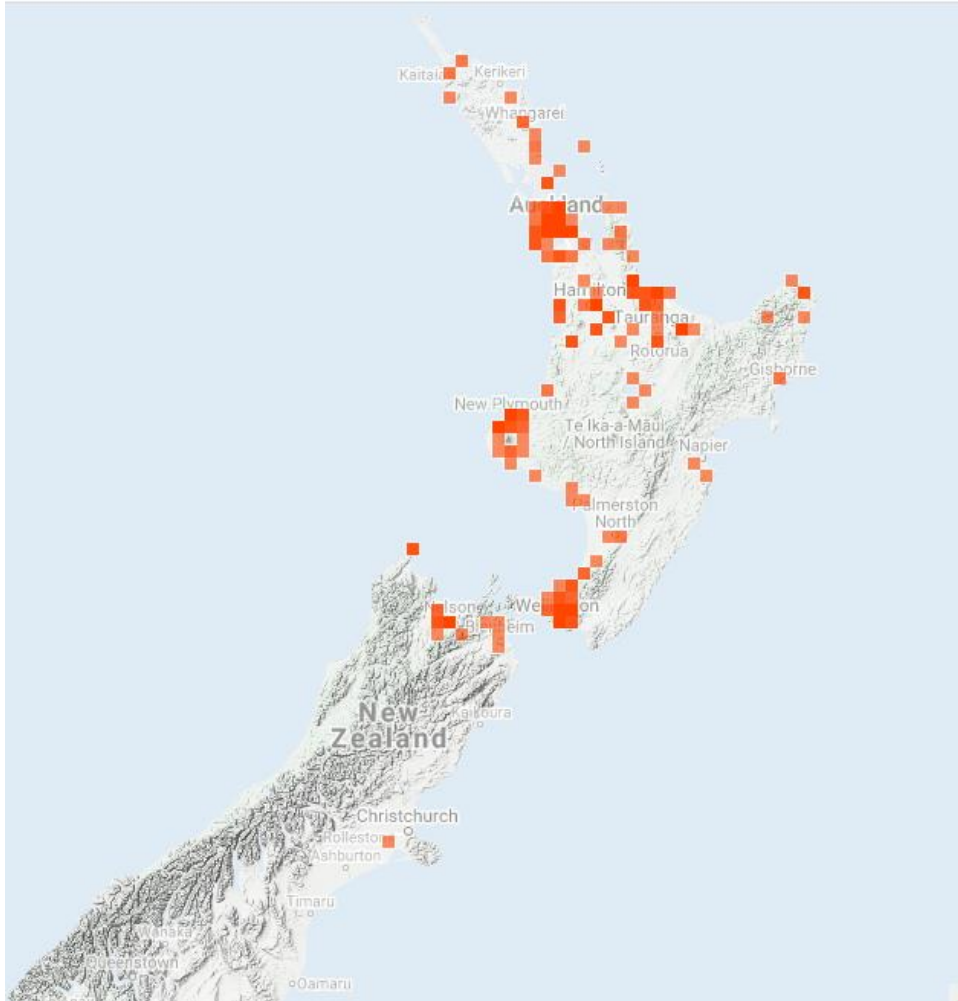 Kaitaia
Kerikeri
Whangarei
Auckland
Hamilton
Tauranga
Rotorua
Gisborne
New Plymouth
Te Ika-a-Māui
/ North Island
Napier
Palmerston
North
Nelson
Wellington
Blenheim
New
Zealand
Kaikoura
Christchurch
Rolleston
Ashburton
Timaru
Wanaka
Queenstown
Oamaru